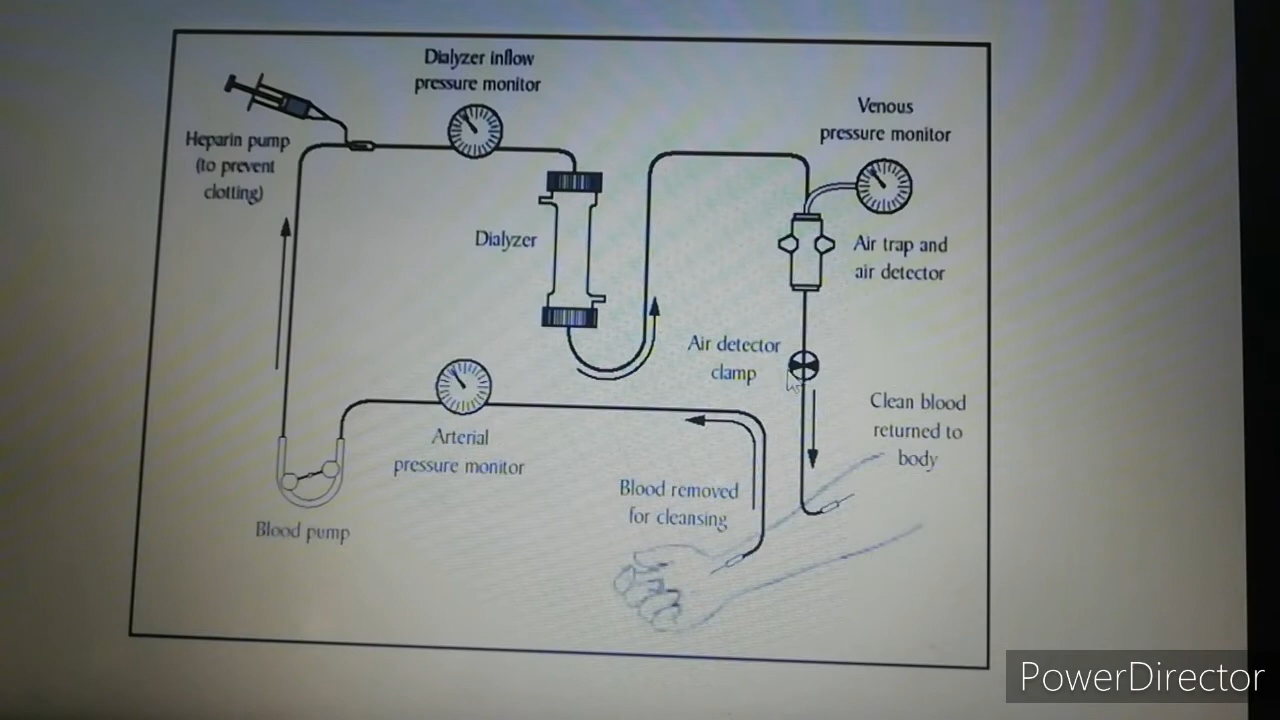 Dialyzer inflow
pressure monitor
Venous
pressure monitor
Heparin pump
(to prevent
clotting)
Dialyzer
Air trap and
air detector
Air detector
clamp
Clean blood
returned to
body
Arterial
pressure monitor
Blood removed
for cleansing
Blood pump
PowerDirector